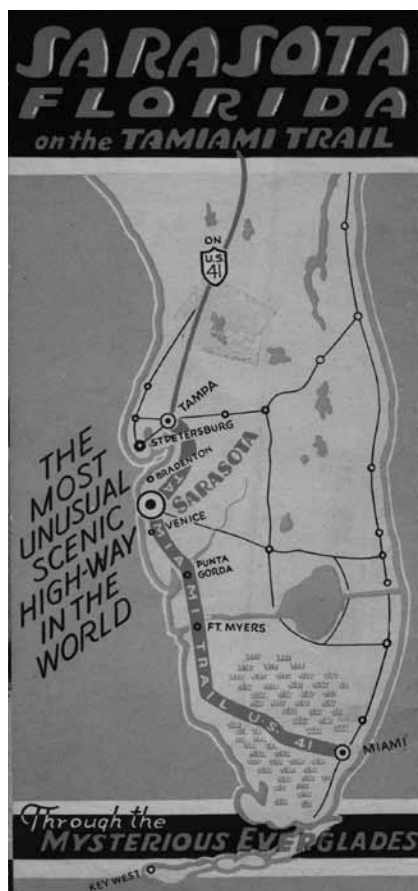 SARASOTA
FLORIDA
on the TAMIAMI TRAIL
ON
U.S.
41
TAMPA
ST PETERSBURG
BRADENTON
SARASOTA
VENICE
THE
MOST
UNUSUAL
SCENIC
HIGH-WAY
IN THE
WORLD
PUNTA
GORDA
FT. MYERS
TAMIAMI TRAIL U.S. 41
MIAMI
Through the
MYSTERIOUS EVERGLADES
KEY WEST